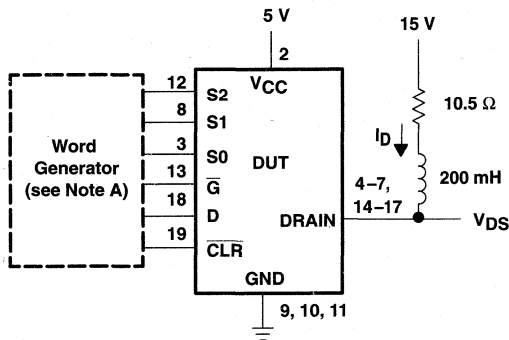 5 V
15 V
2
12
S2
VCC
8
S1
10.5 Ω
Word
Generator
(see Note A)
3
S0
DUT
ID
13
G
4–7,
14–17
200 mH
18
D
DRAIN
VDS
19
CLR
GND
9, 10, 11